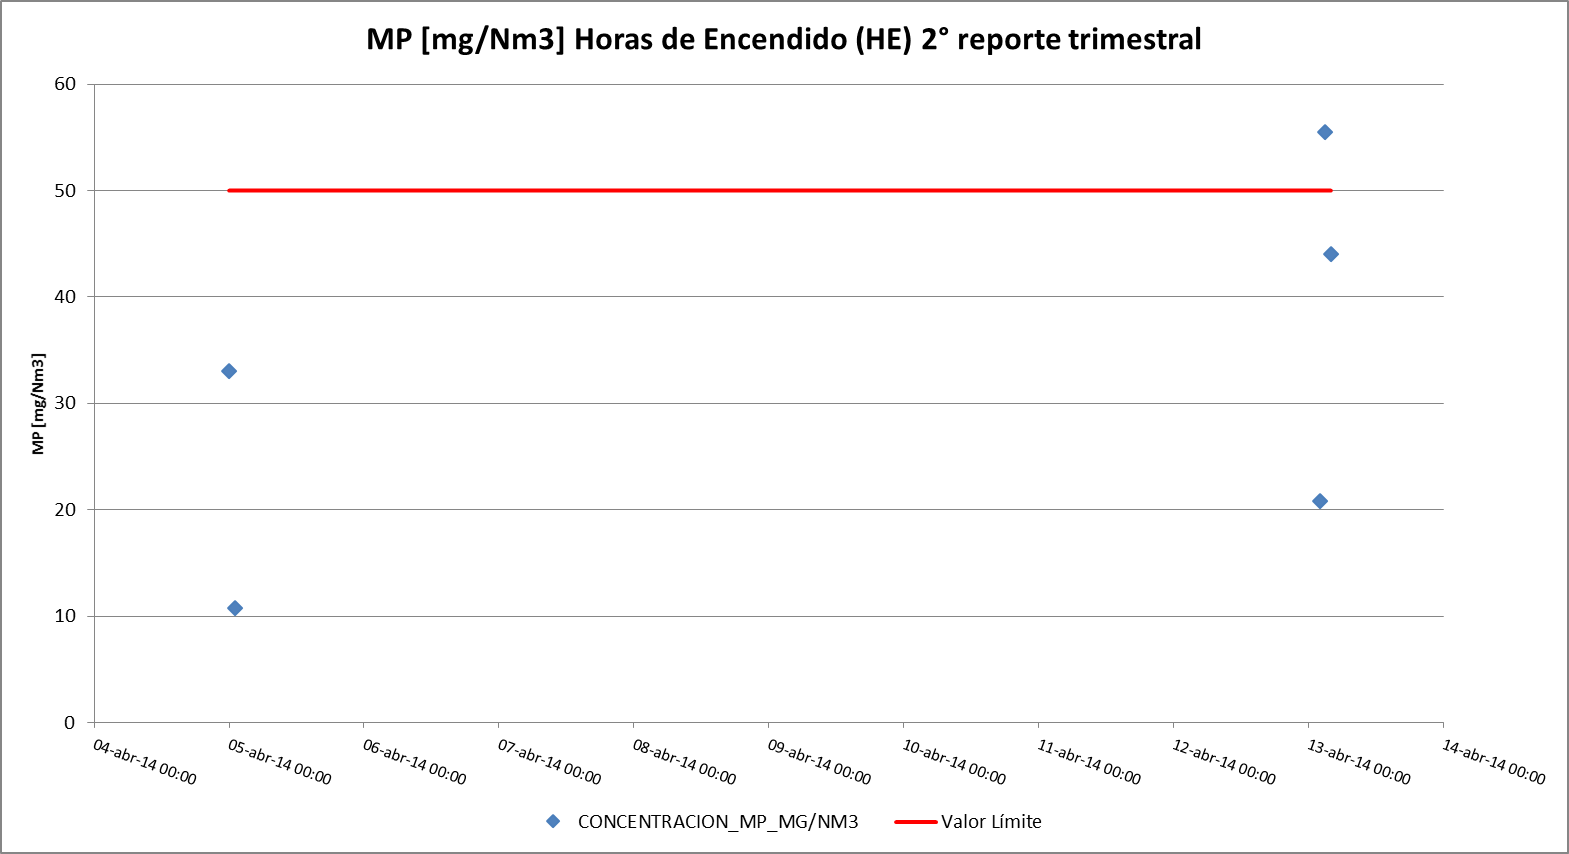 MP [mg/Nm3] Horas de Encendido (HE) 2° reporte trimestral
60
50
40
30
20
10
0
MP [mg/Nm3]
04-abr-14 00:00
05-abr-14 00:00
06-abr-14 00:00
07-abr-14 00:00
08-abr-14 00:00
09-abr-14 00:00
10-abr-14 00:00
11-abr-14 00:00
12-abr-14 00:00
13-abr-14 00:00
14-abr-14 00:00
CONCENTRACION_MP_MG/NM3
Valor Límite